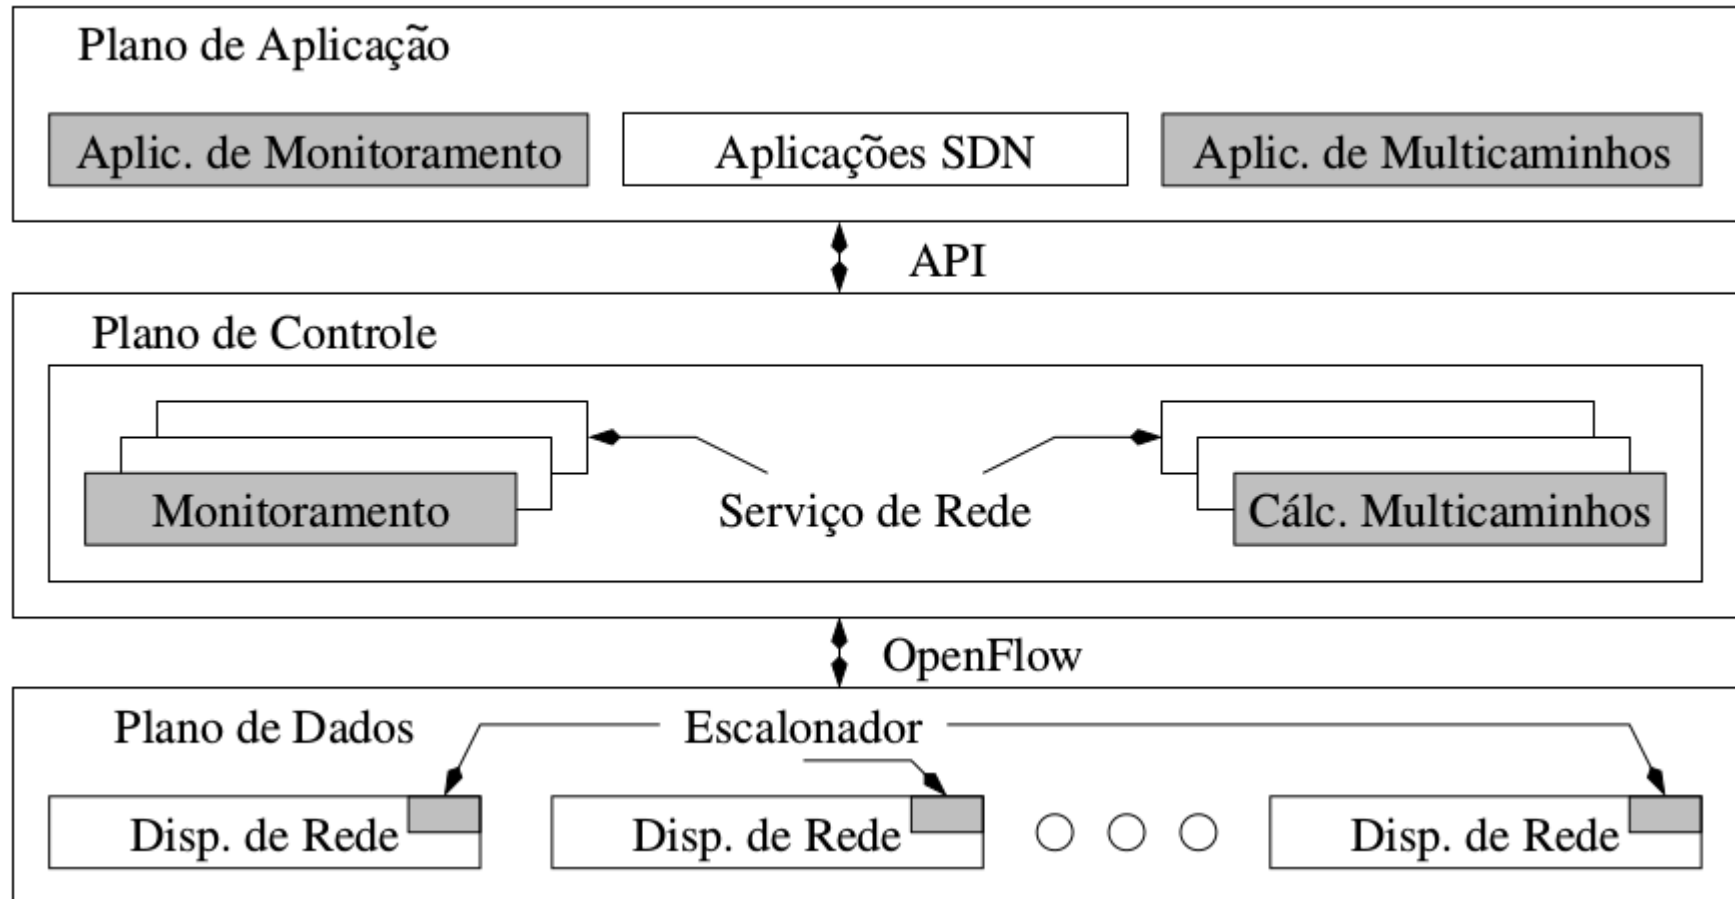 Plano de Aplicação
Aplic. de Monitoramento
Aplicações SDN
Aplic. de Multicaminhos
API
Plano de Controle
Monitoramento
Serviço de Rede
Cálc. Multicaminhos
OpenFlow
Plano de Dados
Escalonador
Disp. de Rede
Disp. de Rede
Disp. de Rede